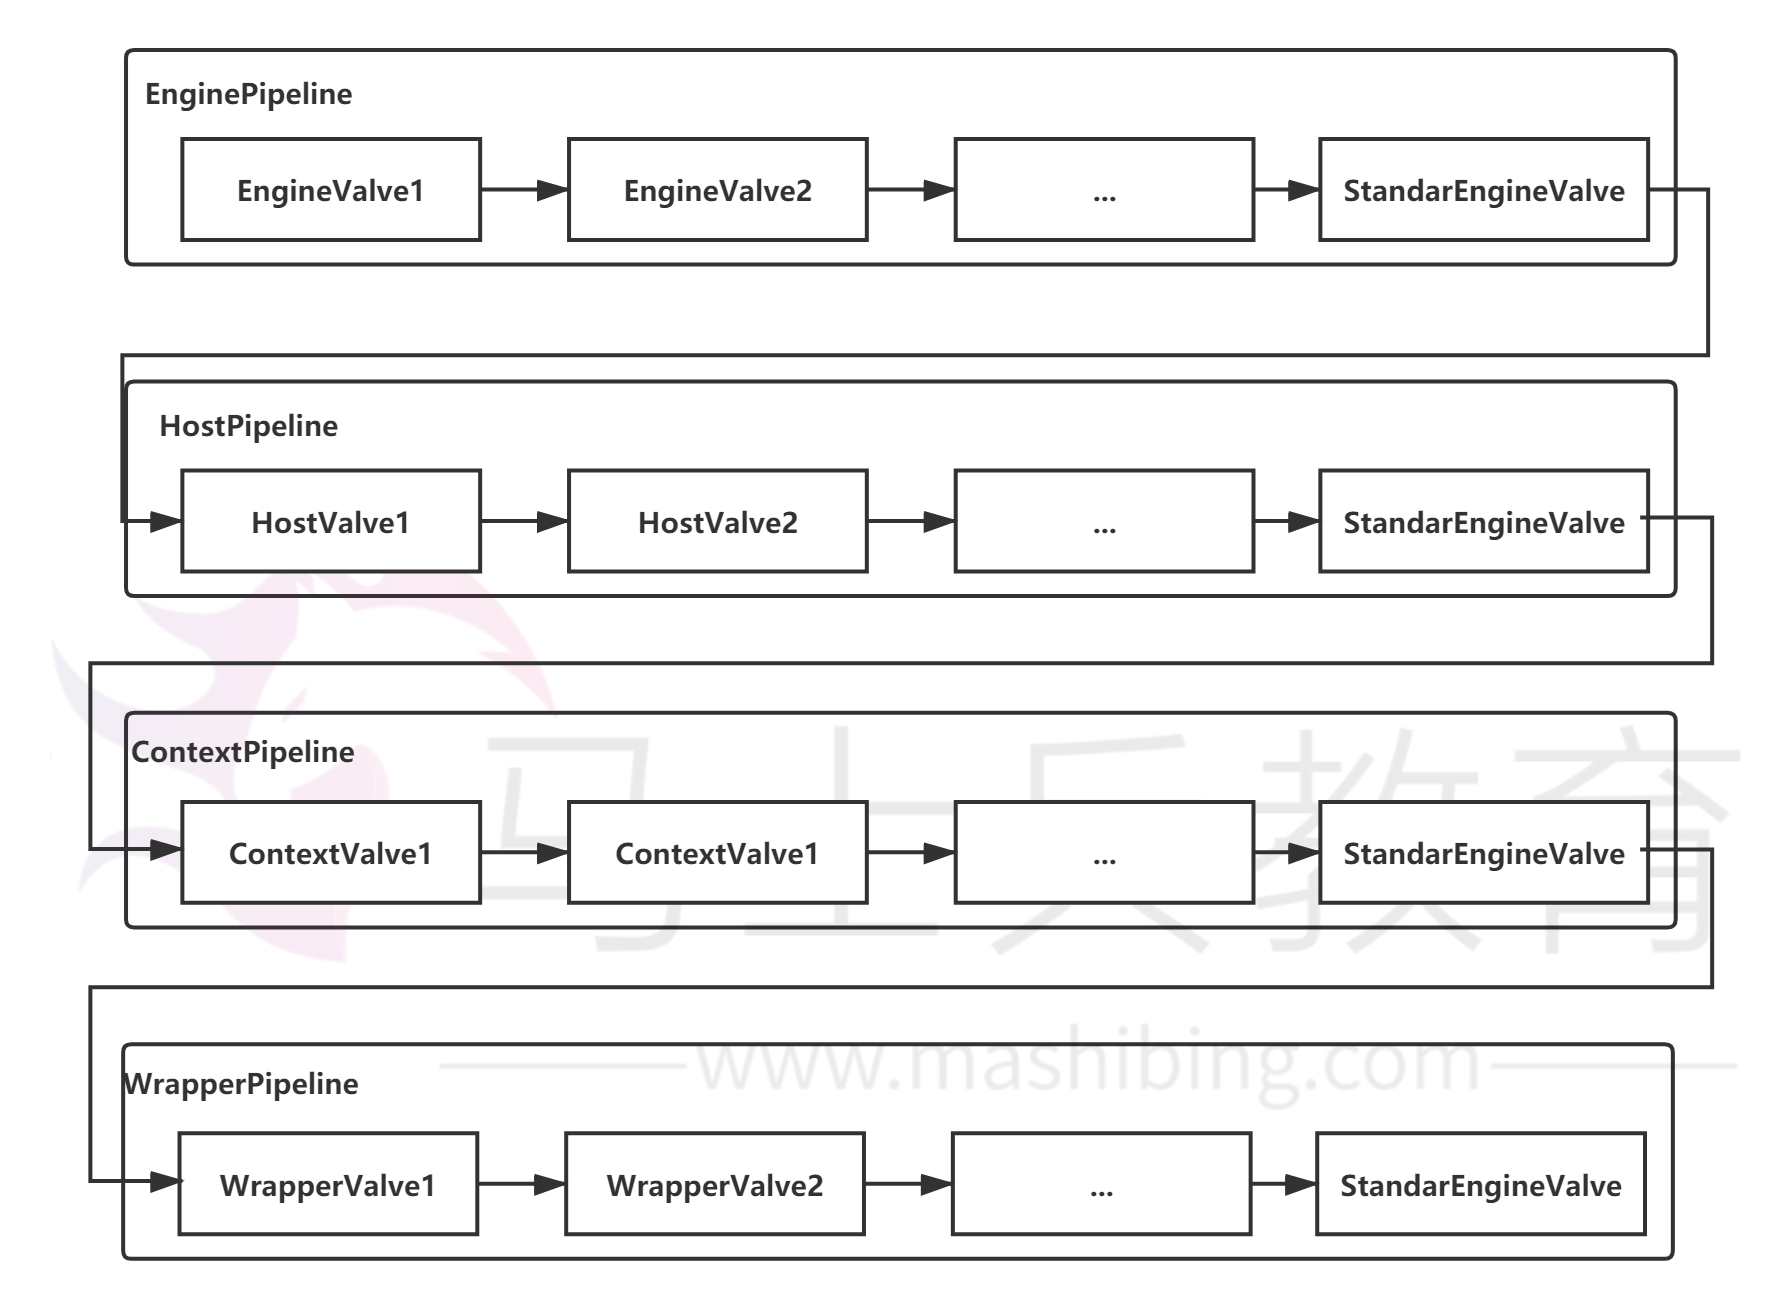 EnginePipeline
EngineValve1
EngineValve2
...
StandarEngineValve
HostPipeline
HostValve1
HostValve2
...
StandarEngineValve
ContextPipeline
ContextValve1
ContextValve1
...
StandarEngineValve
马士兵教育
www.mashibing.com
WrapperPipeline
WrapperValve1
WrapperValve2
...
StandarEngineValve